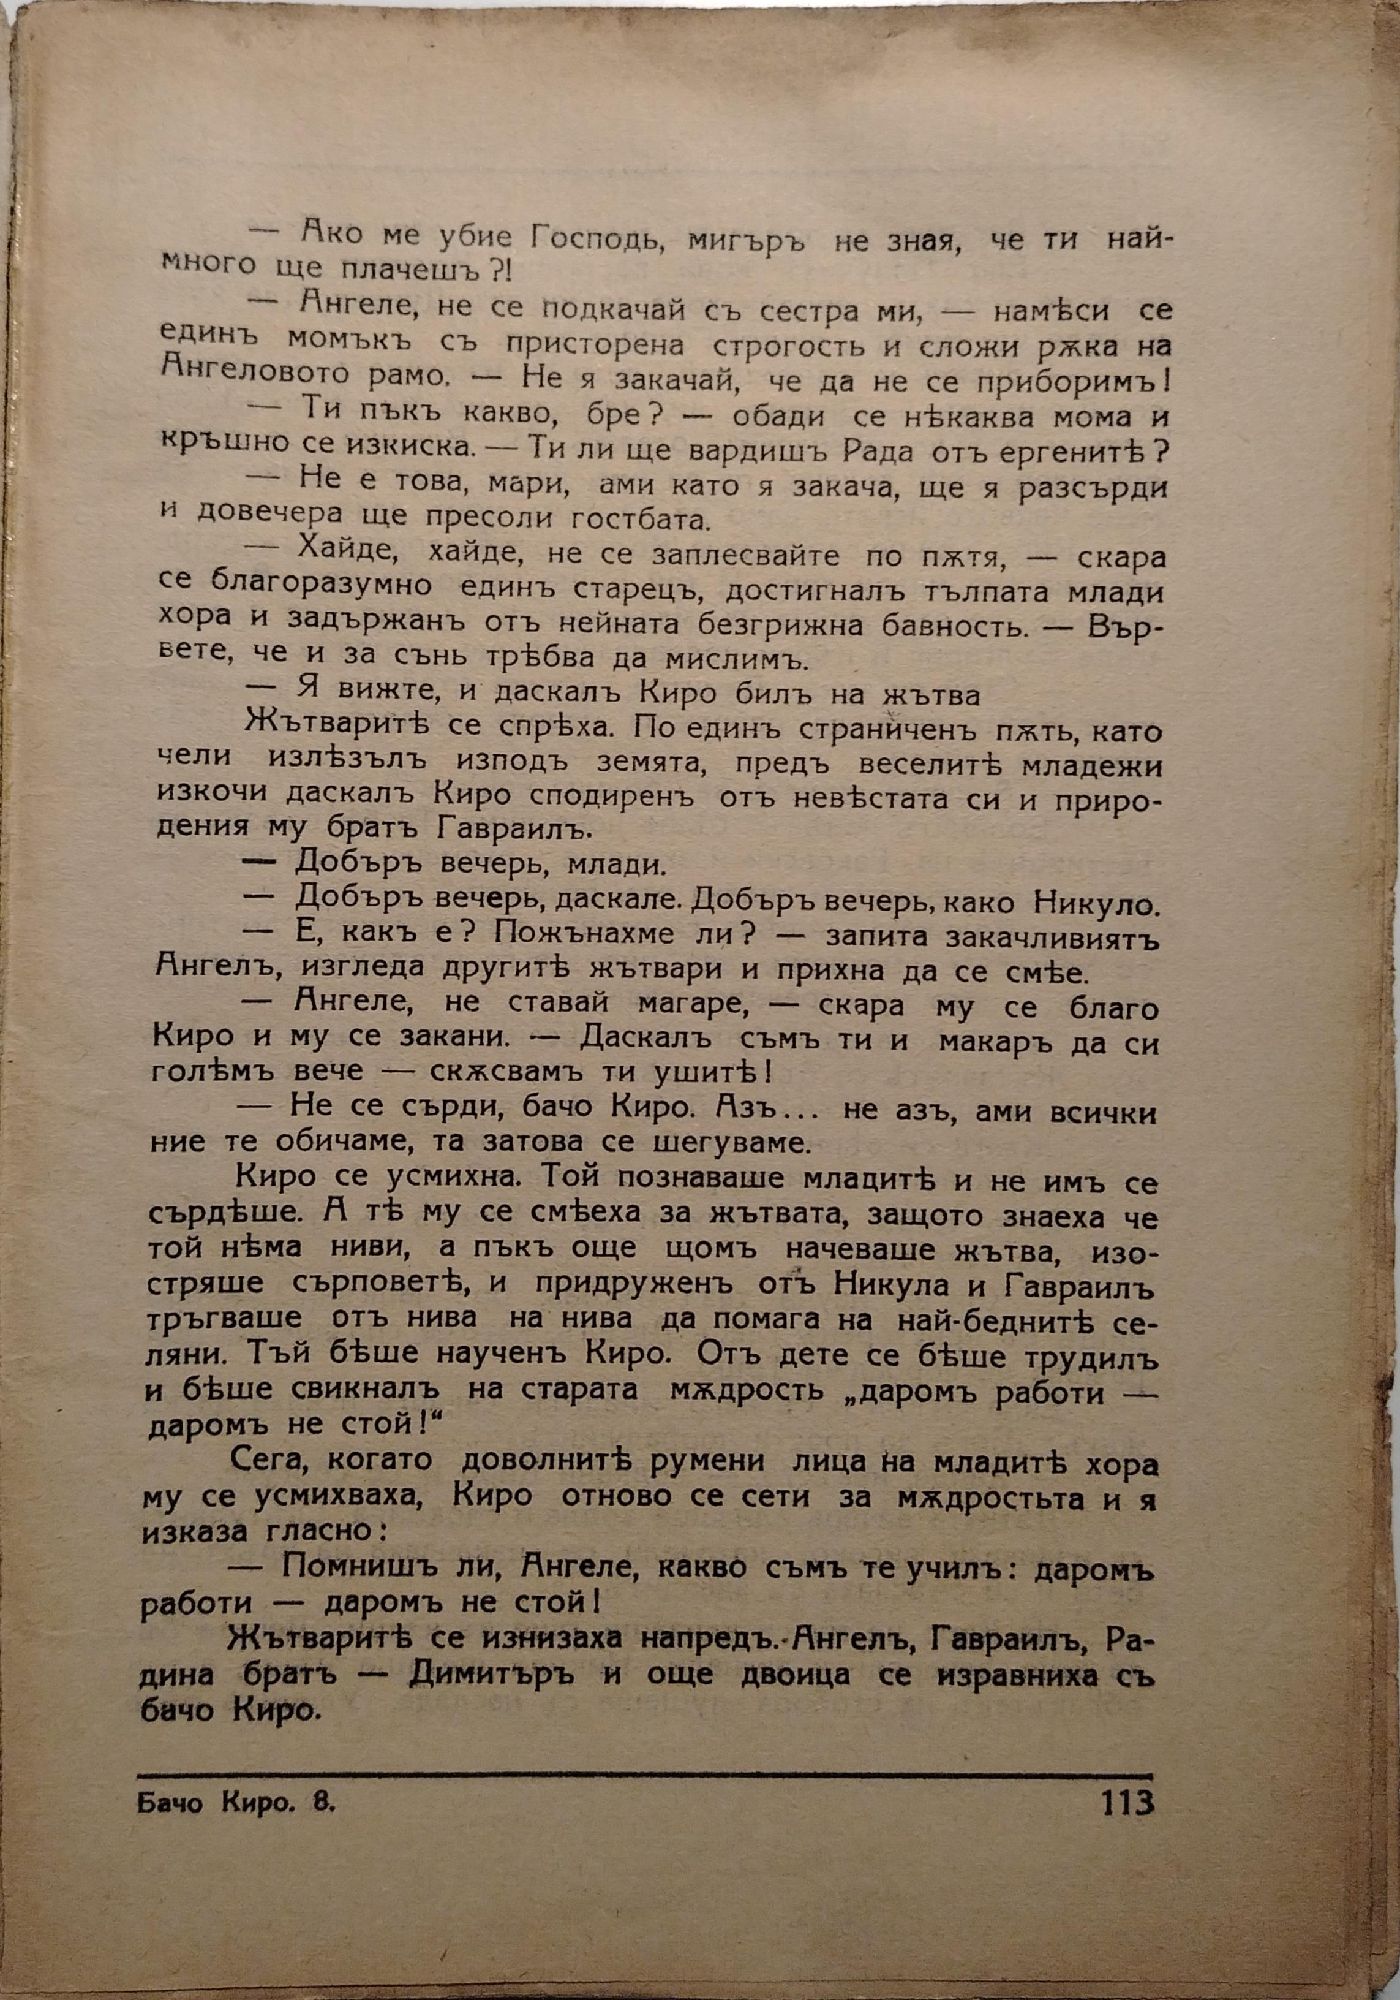 — Ако ме убие Господь, мигъръ не зная, че ти най-
много ще плачешъ?!
— Ангеле, не се подкачай съ сестра ми, — намѣси се
единъ момъкъ съ присторена строгость и сложи рѫка на
Ангеловото рамо. — Не я закачай, че да не се приборимъ!
— Ти пъкъ какво, бре? — обади се нѣкаква мома и
кръшно се изкиска. — Ти ли ще вардишъ Рада отъ ергенитѣ?
— Не е това, мари, ами като я закача, ще я разсърди
и довечера ще пресоли гостбата.
— Хайде, хайде, не се заплесвайте по пѫтя, — скара
се благоразумно единъ старецъ, достигналъ тълпата млади
хора и задържанъ отъ нейната безгрижна бавность. — Вър-
вете, че и за сънь трѣбва да мислимъ.
— Я вижте, и даскалъ Киро билъ на жътва
Жътваритѣ се спрѣха. По единъ страниченъ пѫть, като
чели излѣзълъ изподъ земята, предъ веселитѣ младежи
изкочи даскалъ Киро сподиренъ отъ невѣстата си и приро-
дения му братъ Гавраилъ.
— Добъръ вечерь, млади.
— Добъръ вечерь, даскале. Добъръ вечерь, како Никуло.
— Е, какъ е? Пожънахме ли? — запита закачливиятъ
Ангелъ, изгледа другитѣ жътвари и прихна да се смѣе.
— Ангеле, не ставай магаре, — скара му се благо
Киро и му се закани. — Даскалъ съмъ ти и макаръ да си
голѣмъ вече — скѫсвамъ ти ушитѣ!
— Не се сърди, бачо Киро. Азъ... не азъ, ами всички
ние те обичаме, та затова се шегуваме.
Киро се усмихна. Той познаваше младитѣ и не имъ се
сърдѣше. А тѣ му се смѣеха за жътвата, защото знаеха че
той нѣма ниви, а пъкъ още щомъ начеваше жътва, изо-
стряше сърповетѣ, и придруженъ отъ Никула и Гавраилъ
тръгваше отъ нива на нива да помага на най-беднитѣ се-
ляни. Тъй бѣше наученъ Киро. Отъ дете се бѣше трудилъ
и бѣше свикналъ на старата мѫдрость „даромъ работи —
даромъ не стой!“
Сега, когато доволнитѣ румени лица на младитѣ хора
му се усмихваха, Киро отново се сети за мѫдростьта и я
изказа гласно:
— Помнишъ ли, Ангеле, какво съмъ те училъ: даромъ
работи — даромъ не стой!
Жътваритѣ се изнизаха напредъ. Ангелъ, Гавраилъ, Ра-
дина братъ — Димитъръ и още двоица се изравниха съ
бачо Киро.
Бачо Киро. 8.
113